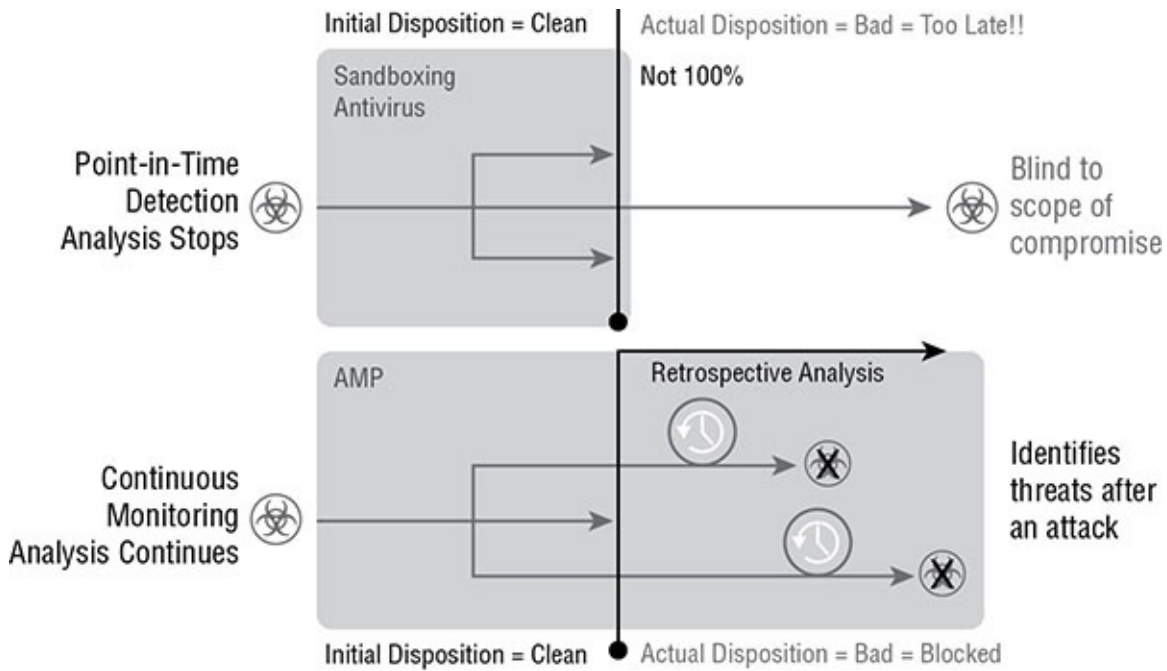 Initial Disposition = Clean
Actual Disposition = Bad = Too Late!!
Sandboxing
Antivirus
Not 100%
Point-in-Time
Detection
Analysis Stops
Blind to
scope of
compromise
AMP
Retrospective Analysis
Continuous
Monitoring
Analysis Continues
Identifies
threats after
an attack
Initial Disposition = Clean
Actual Disposition = Bad = Blocked